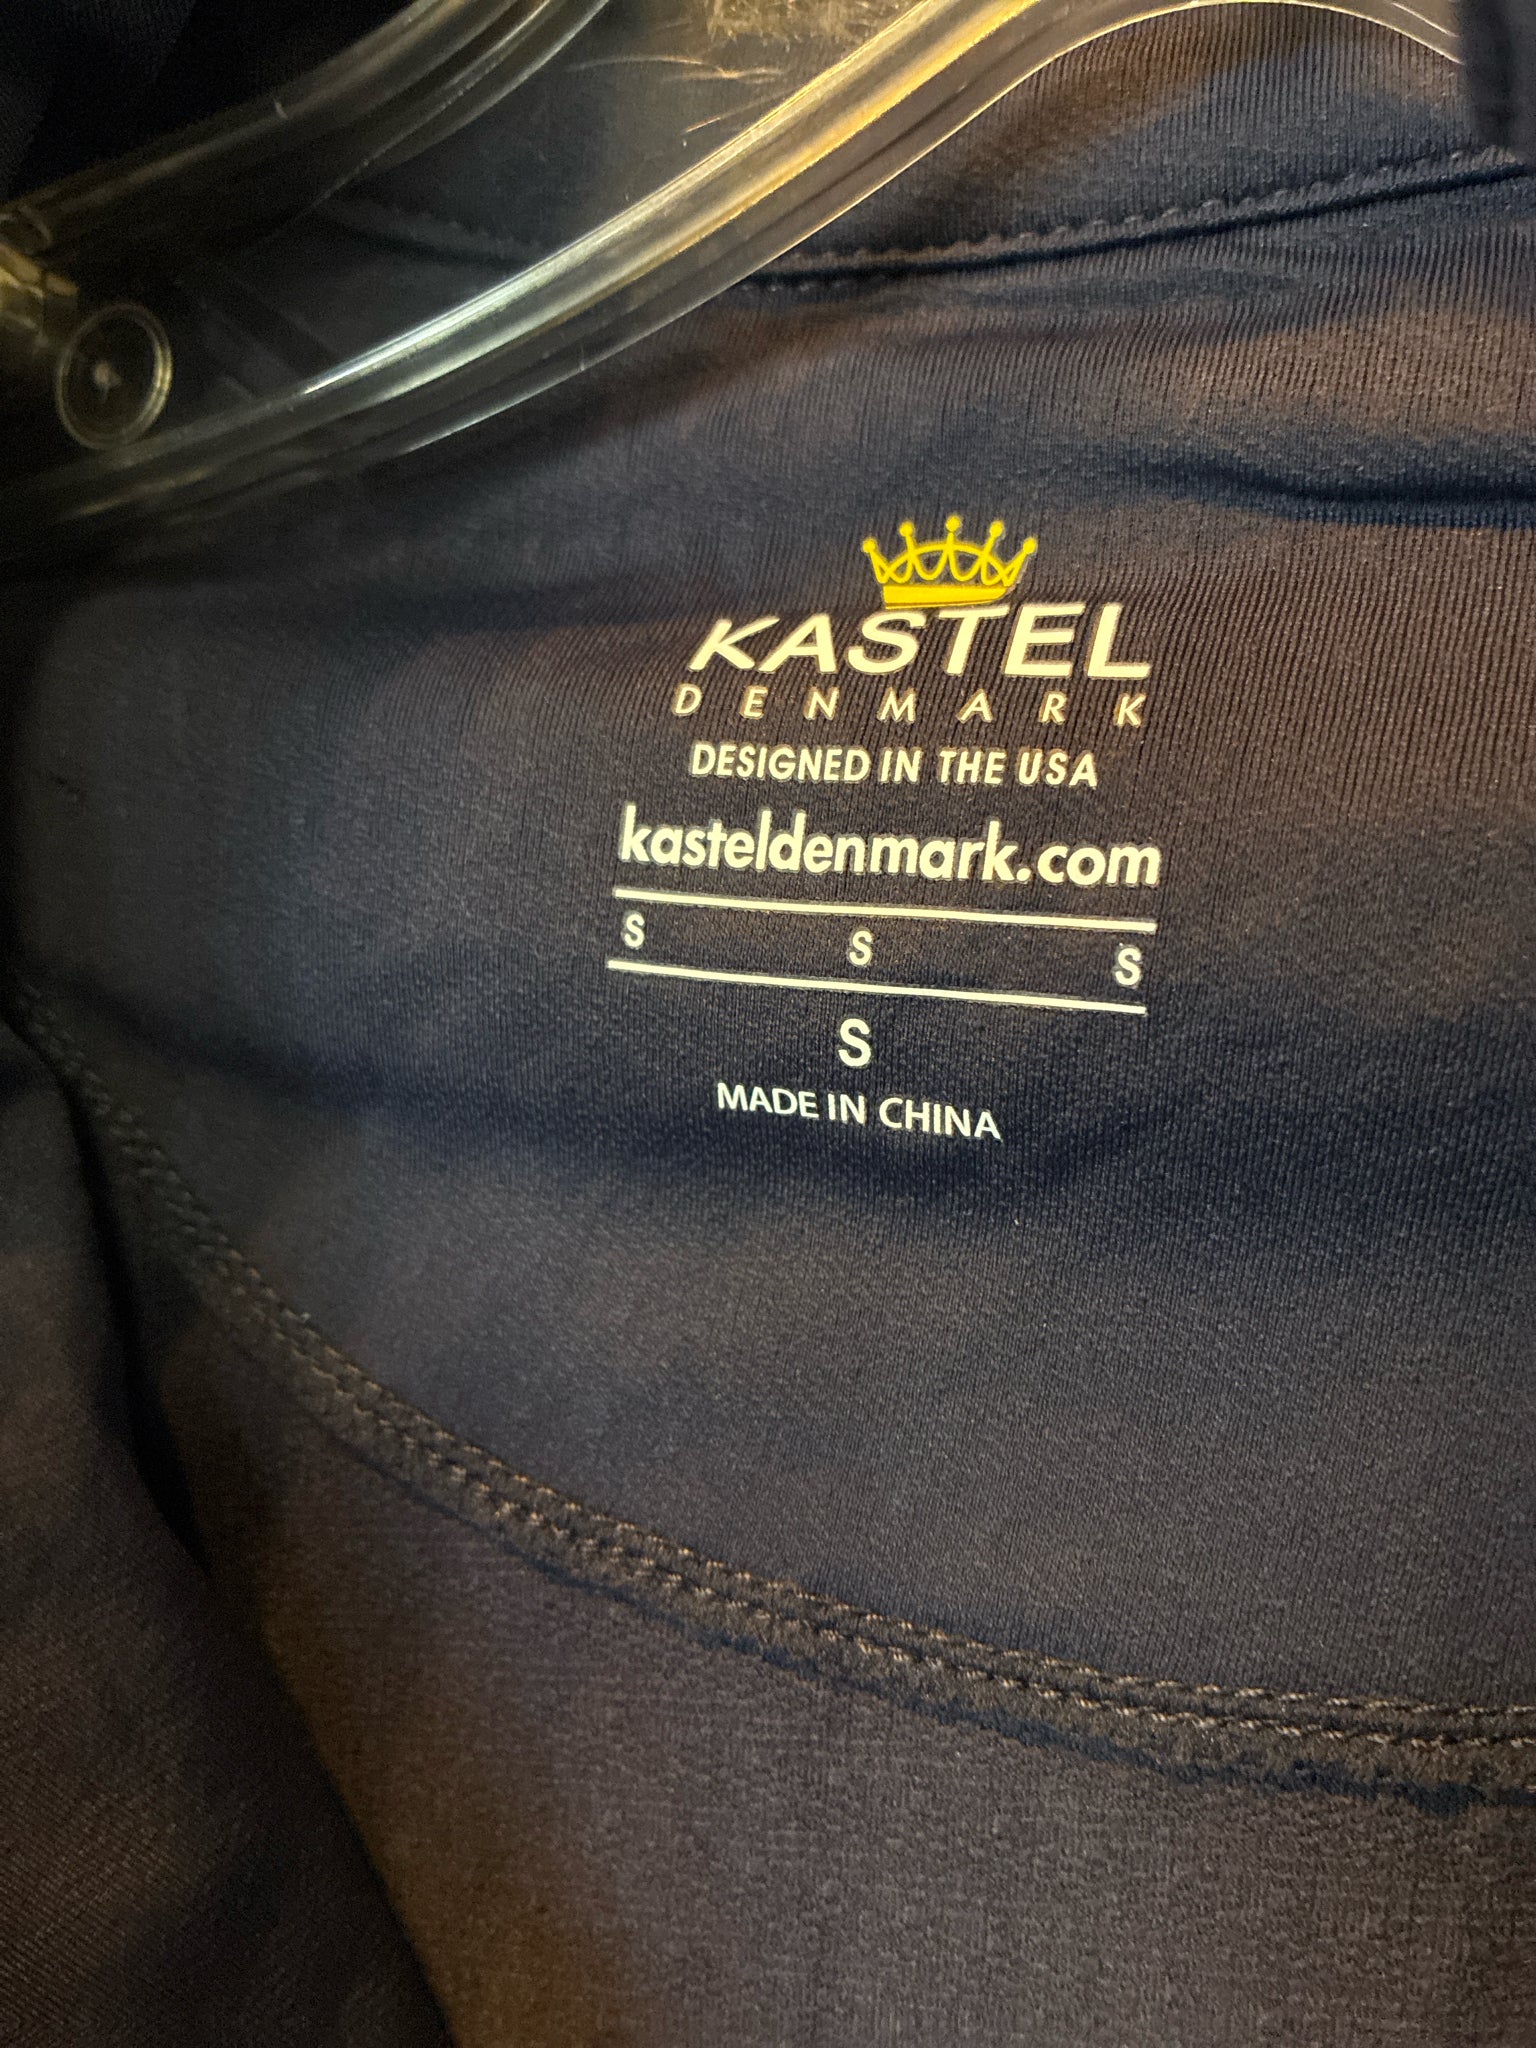 KASTEL
DENMARK
DESIGNED IN THE USA
kasteldenmark.com
S S S
S
MADE IN CHINA